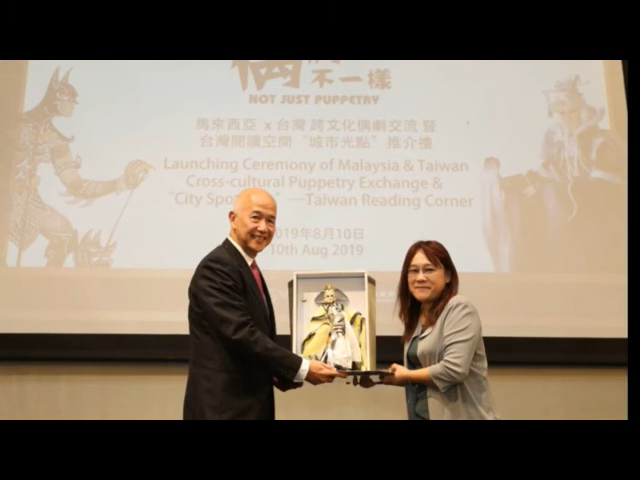 不一樣
NOT JUST PUPPETRY
馬來西亞 x 台灣 跨文化偶劇交流 暨
台灣閱讀空間 "城市光點" 推介禮
Launching Ceremony of Malaysia & Taiwan
Cross-cultural Puppetry Exchange &
"City Spo —Taiwan Reading Corner
2019年8月10日
10th Aug 2019